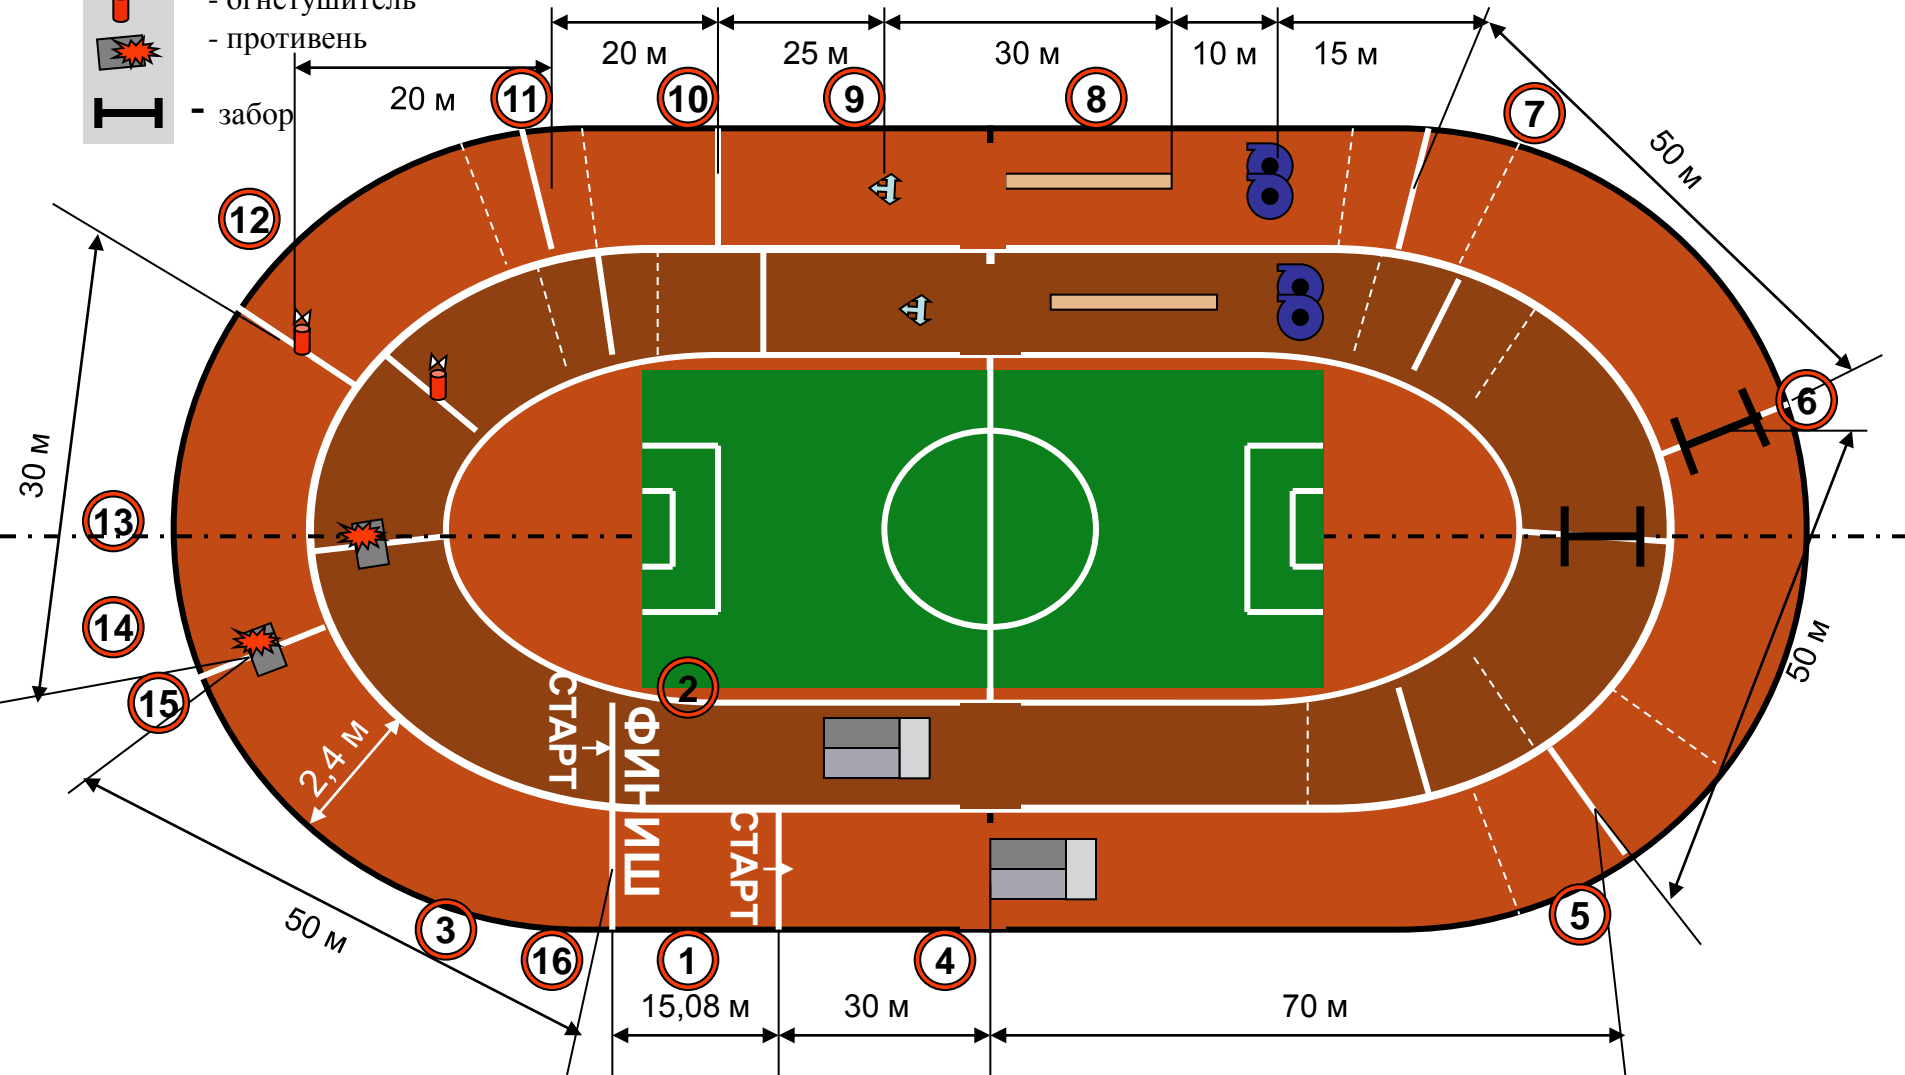 - огнетушитель
- противень
- забор
20 м
25 м
30 м
10 м
15 м
20 м
11
10
9
8
7
50 м
12
6
30 м
13
14
15
2
50 м
СТАРТ
ФИНИШ
2,4 м
СТАРТ
3
16
1
4
5
50 м
15,08 м
30 м
70 м